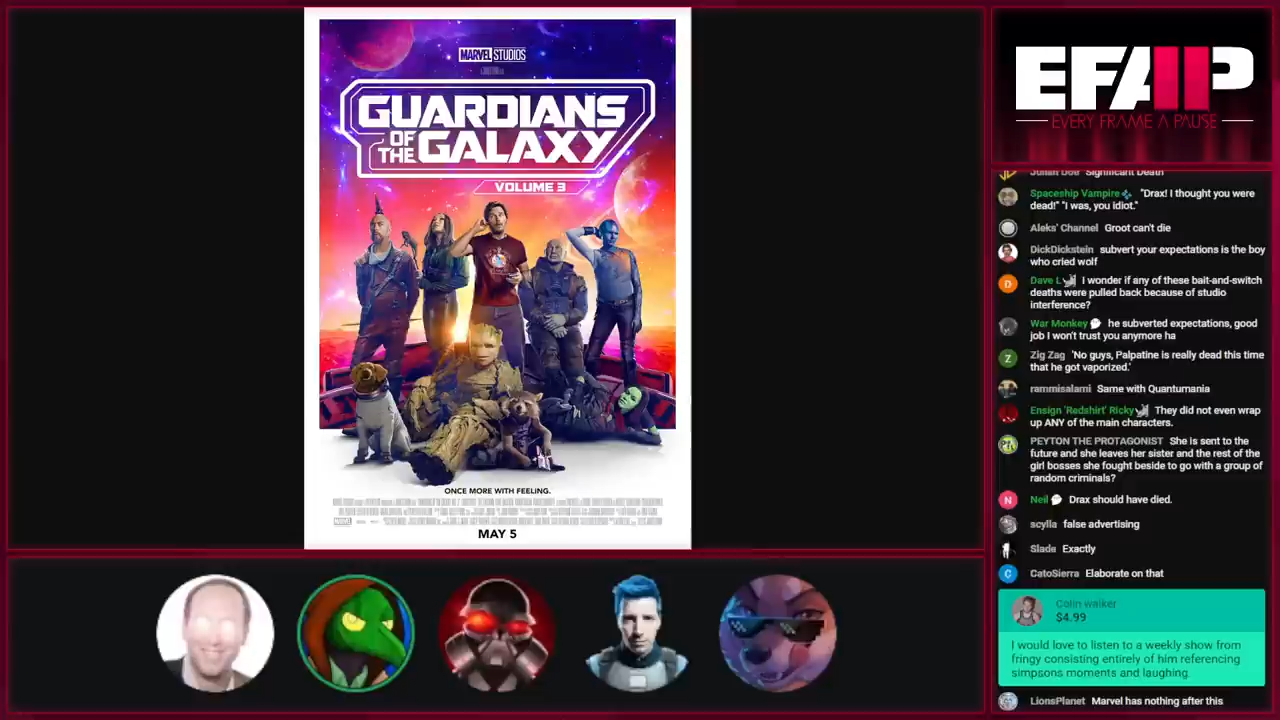 MARVEL STUDIOS
GUARDIANS
OF
THE GALAXY
VOLUME 3
ONCE MORE WITH FEELING.
MARVEL
MAY 5
EFAP
EVERY FRAME A PAUSE
Julian Doe Significant Death
Spaceship Vampire "Drax! I thought you were
dead!" "I was, you idiot."
Aleks' Channel Groot can't die
DickDickstein subvert your expectations is the boy
who cried wolf
Dave L I wonder if any of these bait-and-switch
deaths were pulled back because of studio
interference?
War Monkey he subverted expectations, good
job I won't trust you anymore ha
Z
Zig Zag 'No guys, Palpatine is really dead this time
that he got vaporized.'
rammisalami Same with Quantumania
Ensign 'Redshirt' Ricky They did not even wrap
up ANY of the main characters.
PEYTON THE PROTAGONIST She is sent to the
future and she leaves her sister and the rest of the
girl bosses she fought beside to go with a group of
random criminals?
N
Neil Drax should have died.
scylla false advertising
Slade Exactly
C
CatoSierra Elaborate on that
Colin walker
$4.99
I would love to listen to a weekly show from
fringy consisting entirely of him referencing
simpsons moments and laughing.
LionsPlanet Marvel has nothing after this